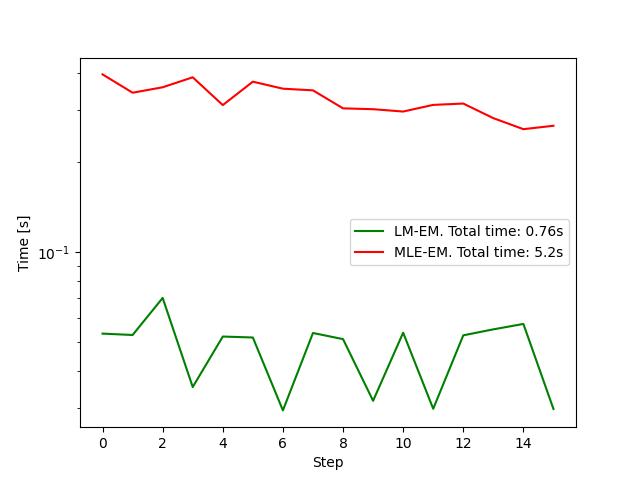 Time [s]
10⁻¹
LM-EM. Total time: 0.76s
MLE-EM. Total time: 5.2s
0 2 4 6 8 10 12 14
Step